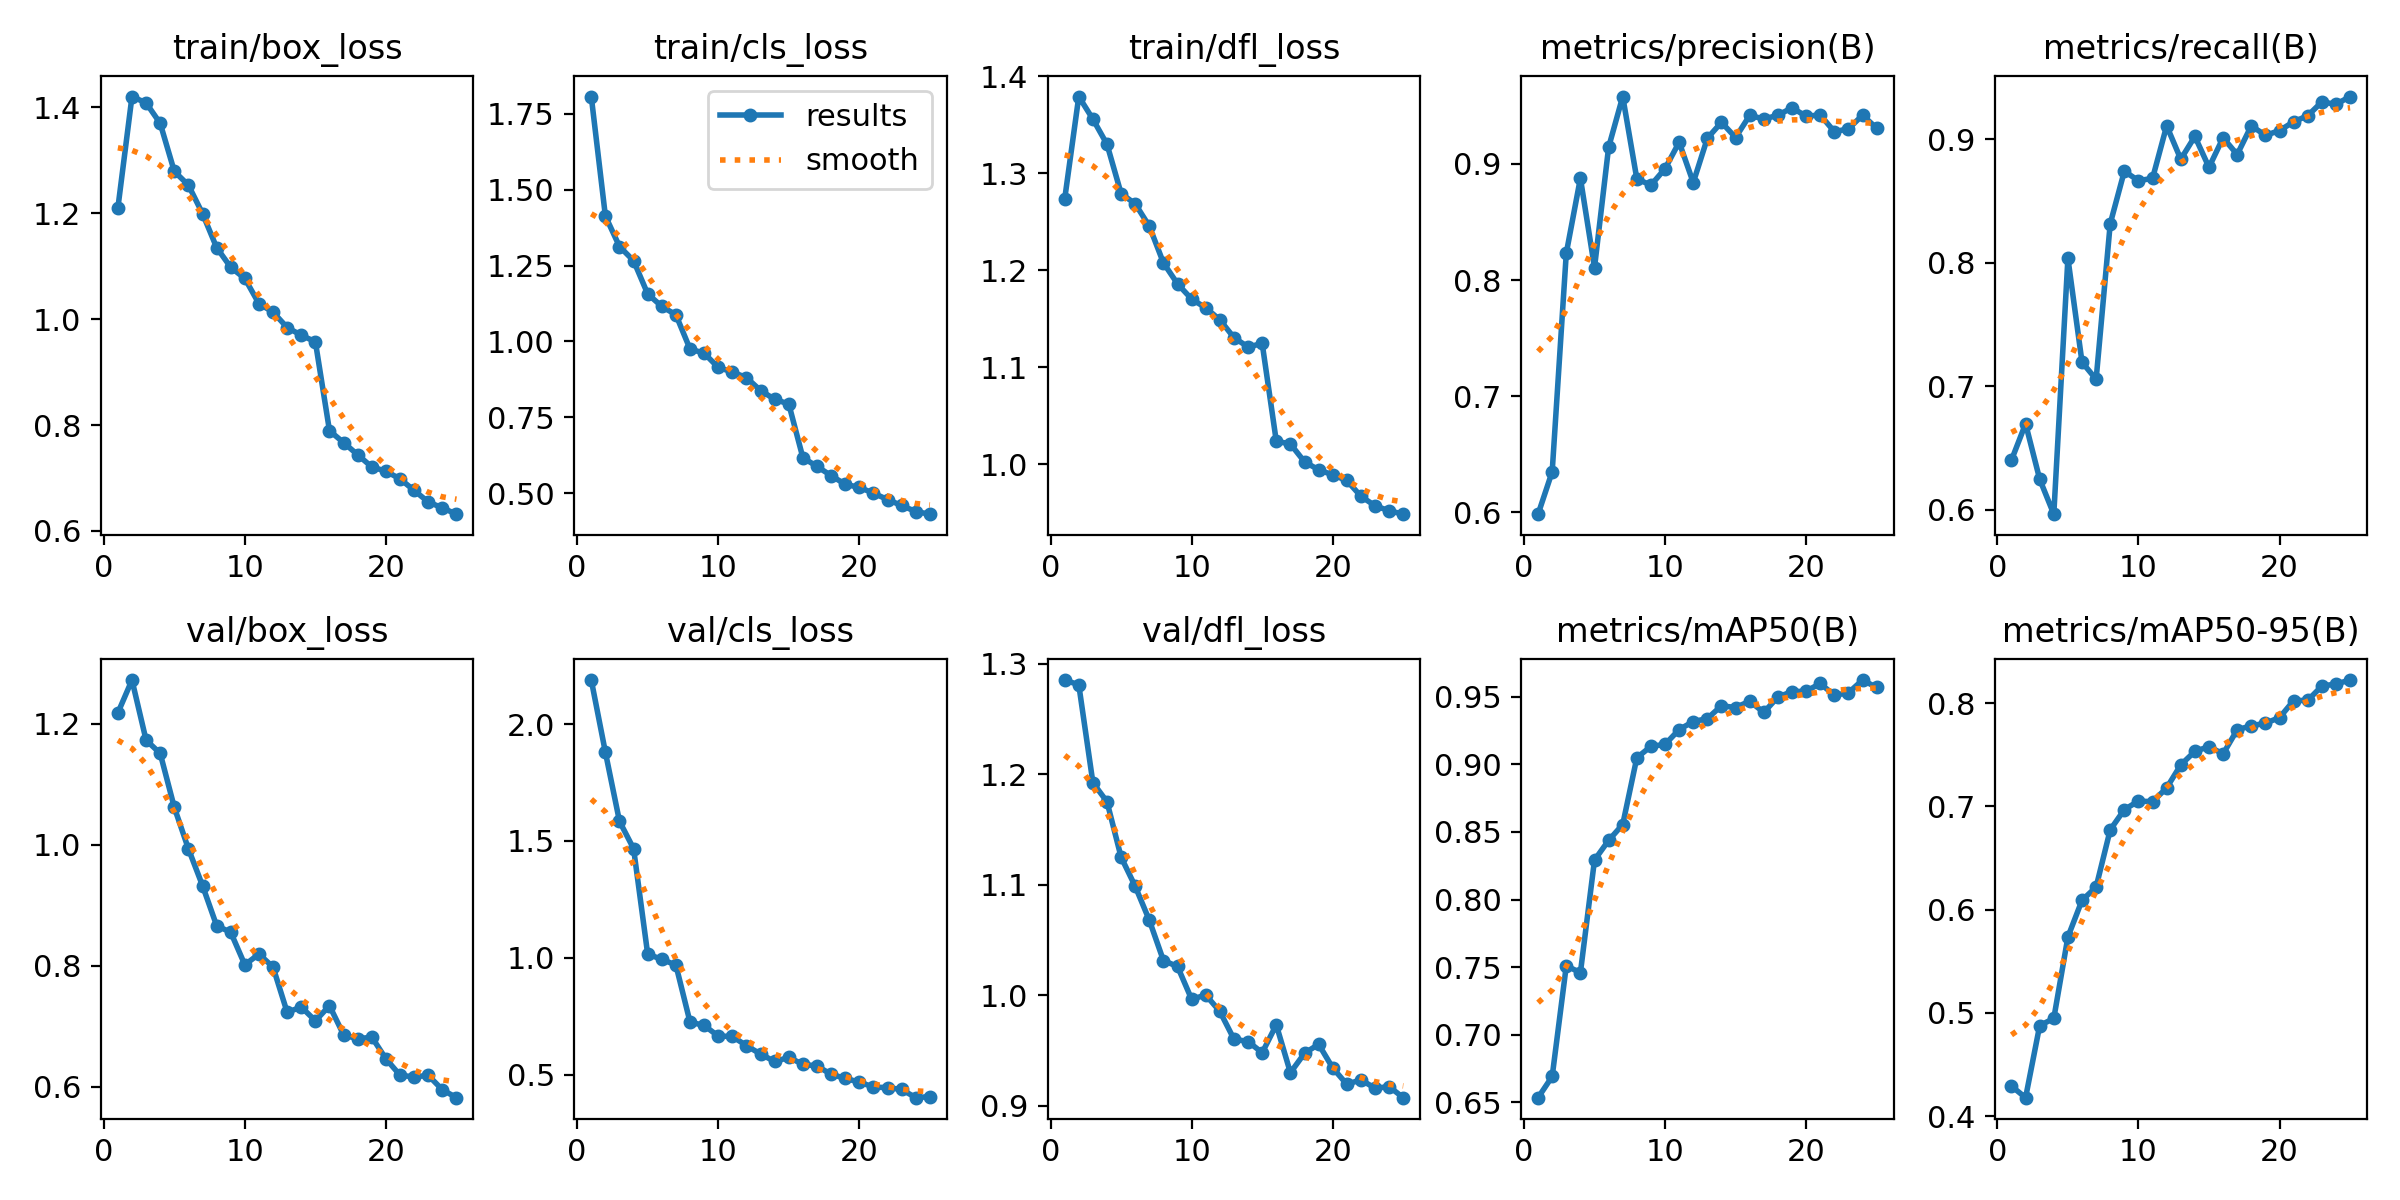 train/box_loss
1.4
1.2
1.0
0.8
0.6
0 10 20
train/cls_loss
results
smooth
1.75
1.50
1.25
1.00
0.75
0.50
0 10 20
train/dfl_loss
1.4
1.3
1.2
1.1
1.0
0 10 20
metrics/precision(B)
0.9
0.8
0.7
0.6
0 10 20
metrics/recall(B)
0.9
0.8
0.7
0.6
0 10 20
val/box_loss
1.2
1.0
0.8
0.6
0 10 20
val/cls_loss
2.0
1.5
1.0
0.5
0 10 20
val/dfl_loss
1.3
1.2
1.1
1.0
0.9
0 10 20
metrics/mAP50(B)
0.95
0.90
0.85
0.80
0.75
0.70
0.65
0 10 20
metrics/mAP50-95(B)
0.8
0.7
0.6
0.5
0.4
0 10 20